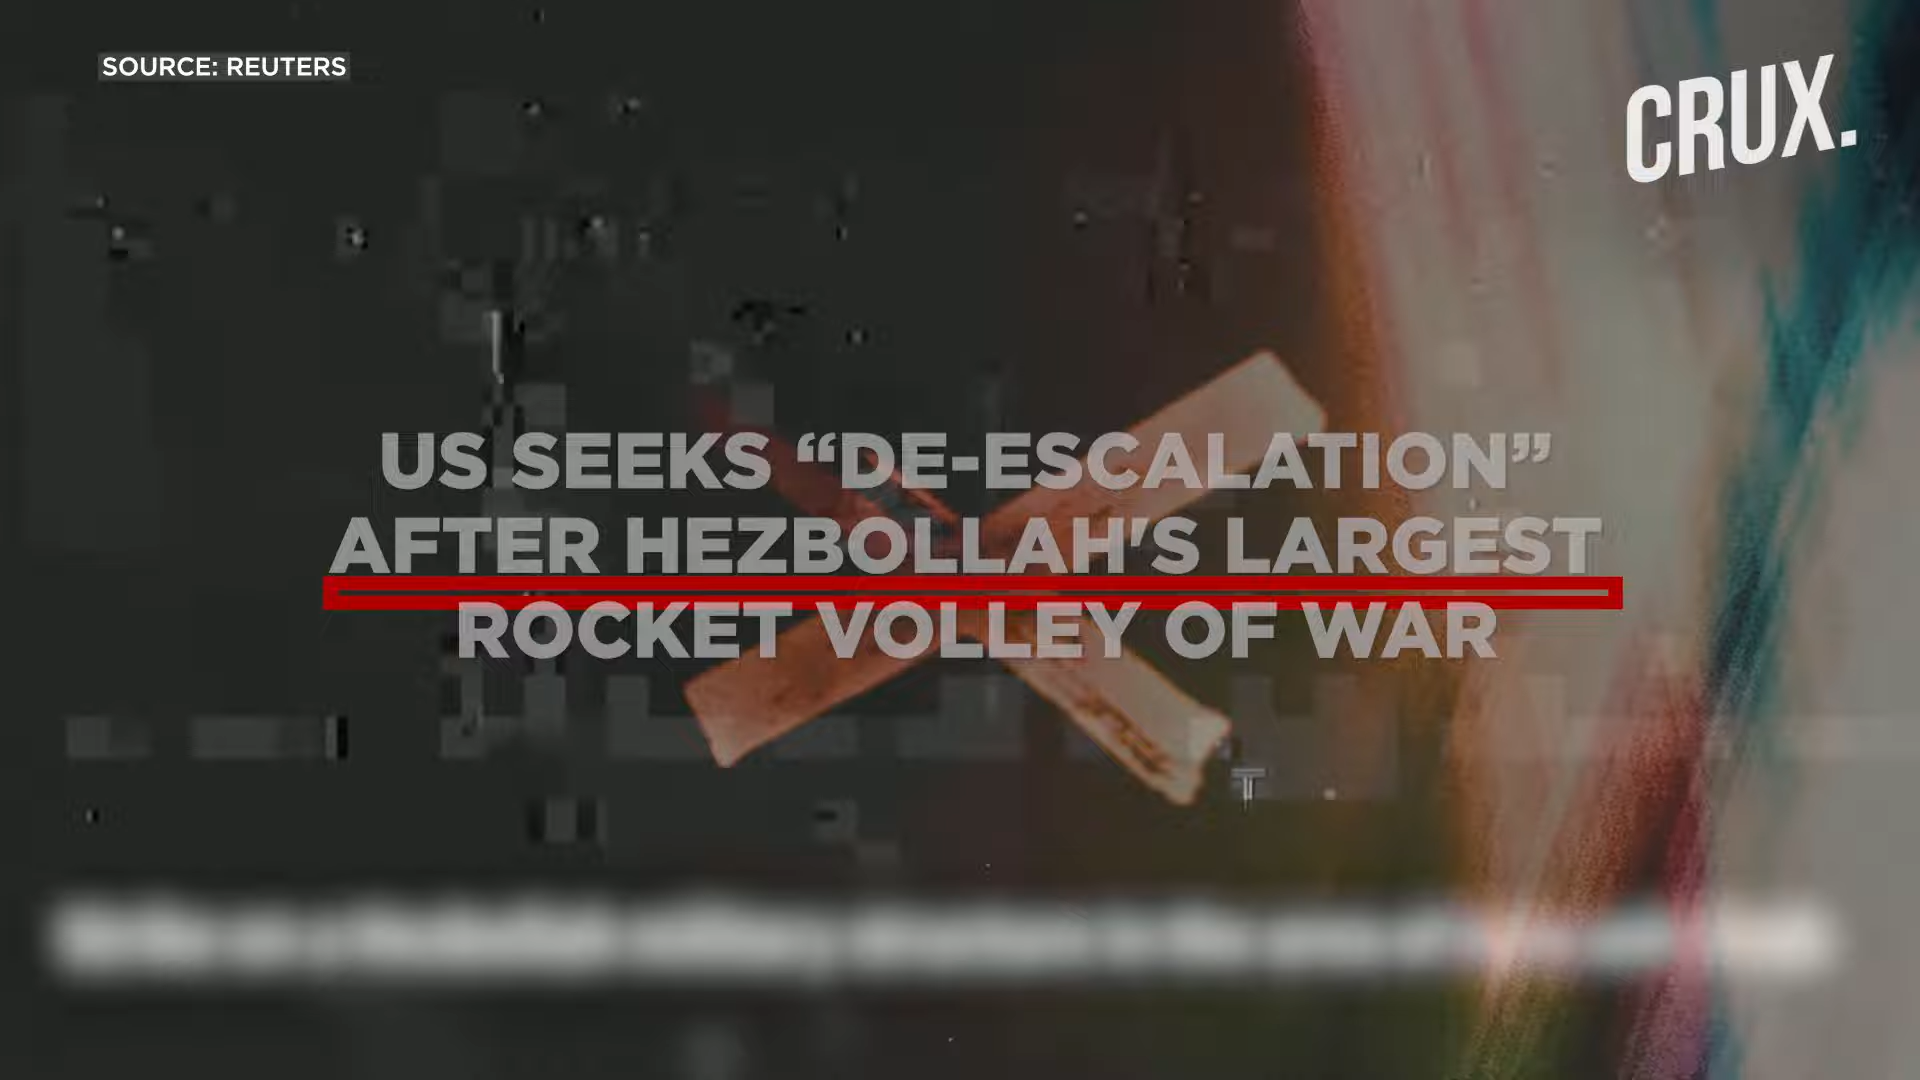 SOURCE: REUTERS
CRUX.
US SEEKS “DE-ESCALATION”
AFTER HEZBOLLAH'S LARGEST
ROCKET VOLLEY OF WAR